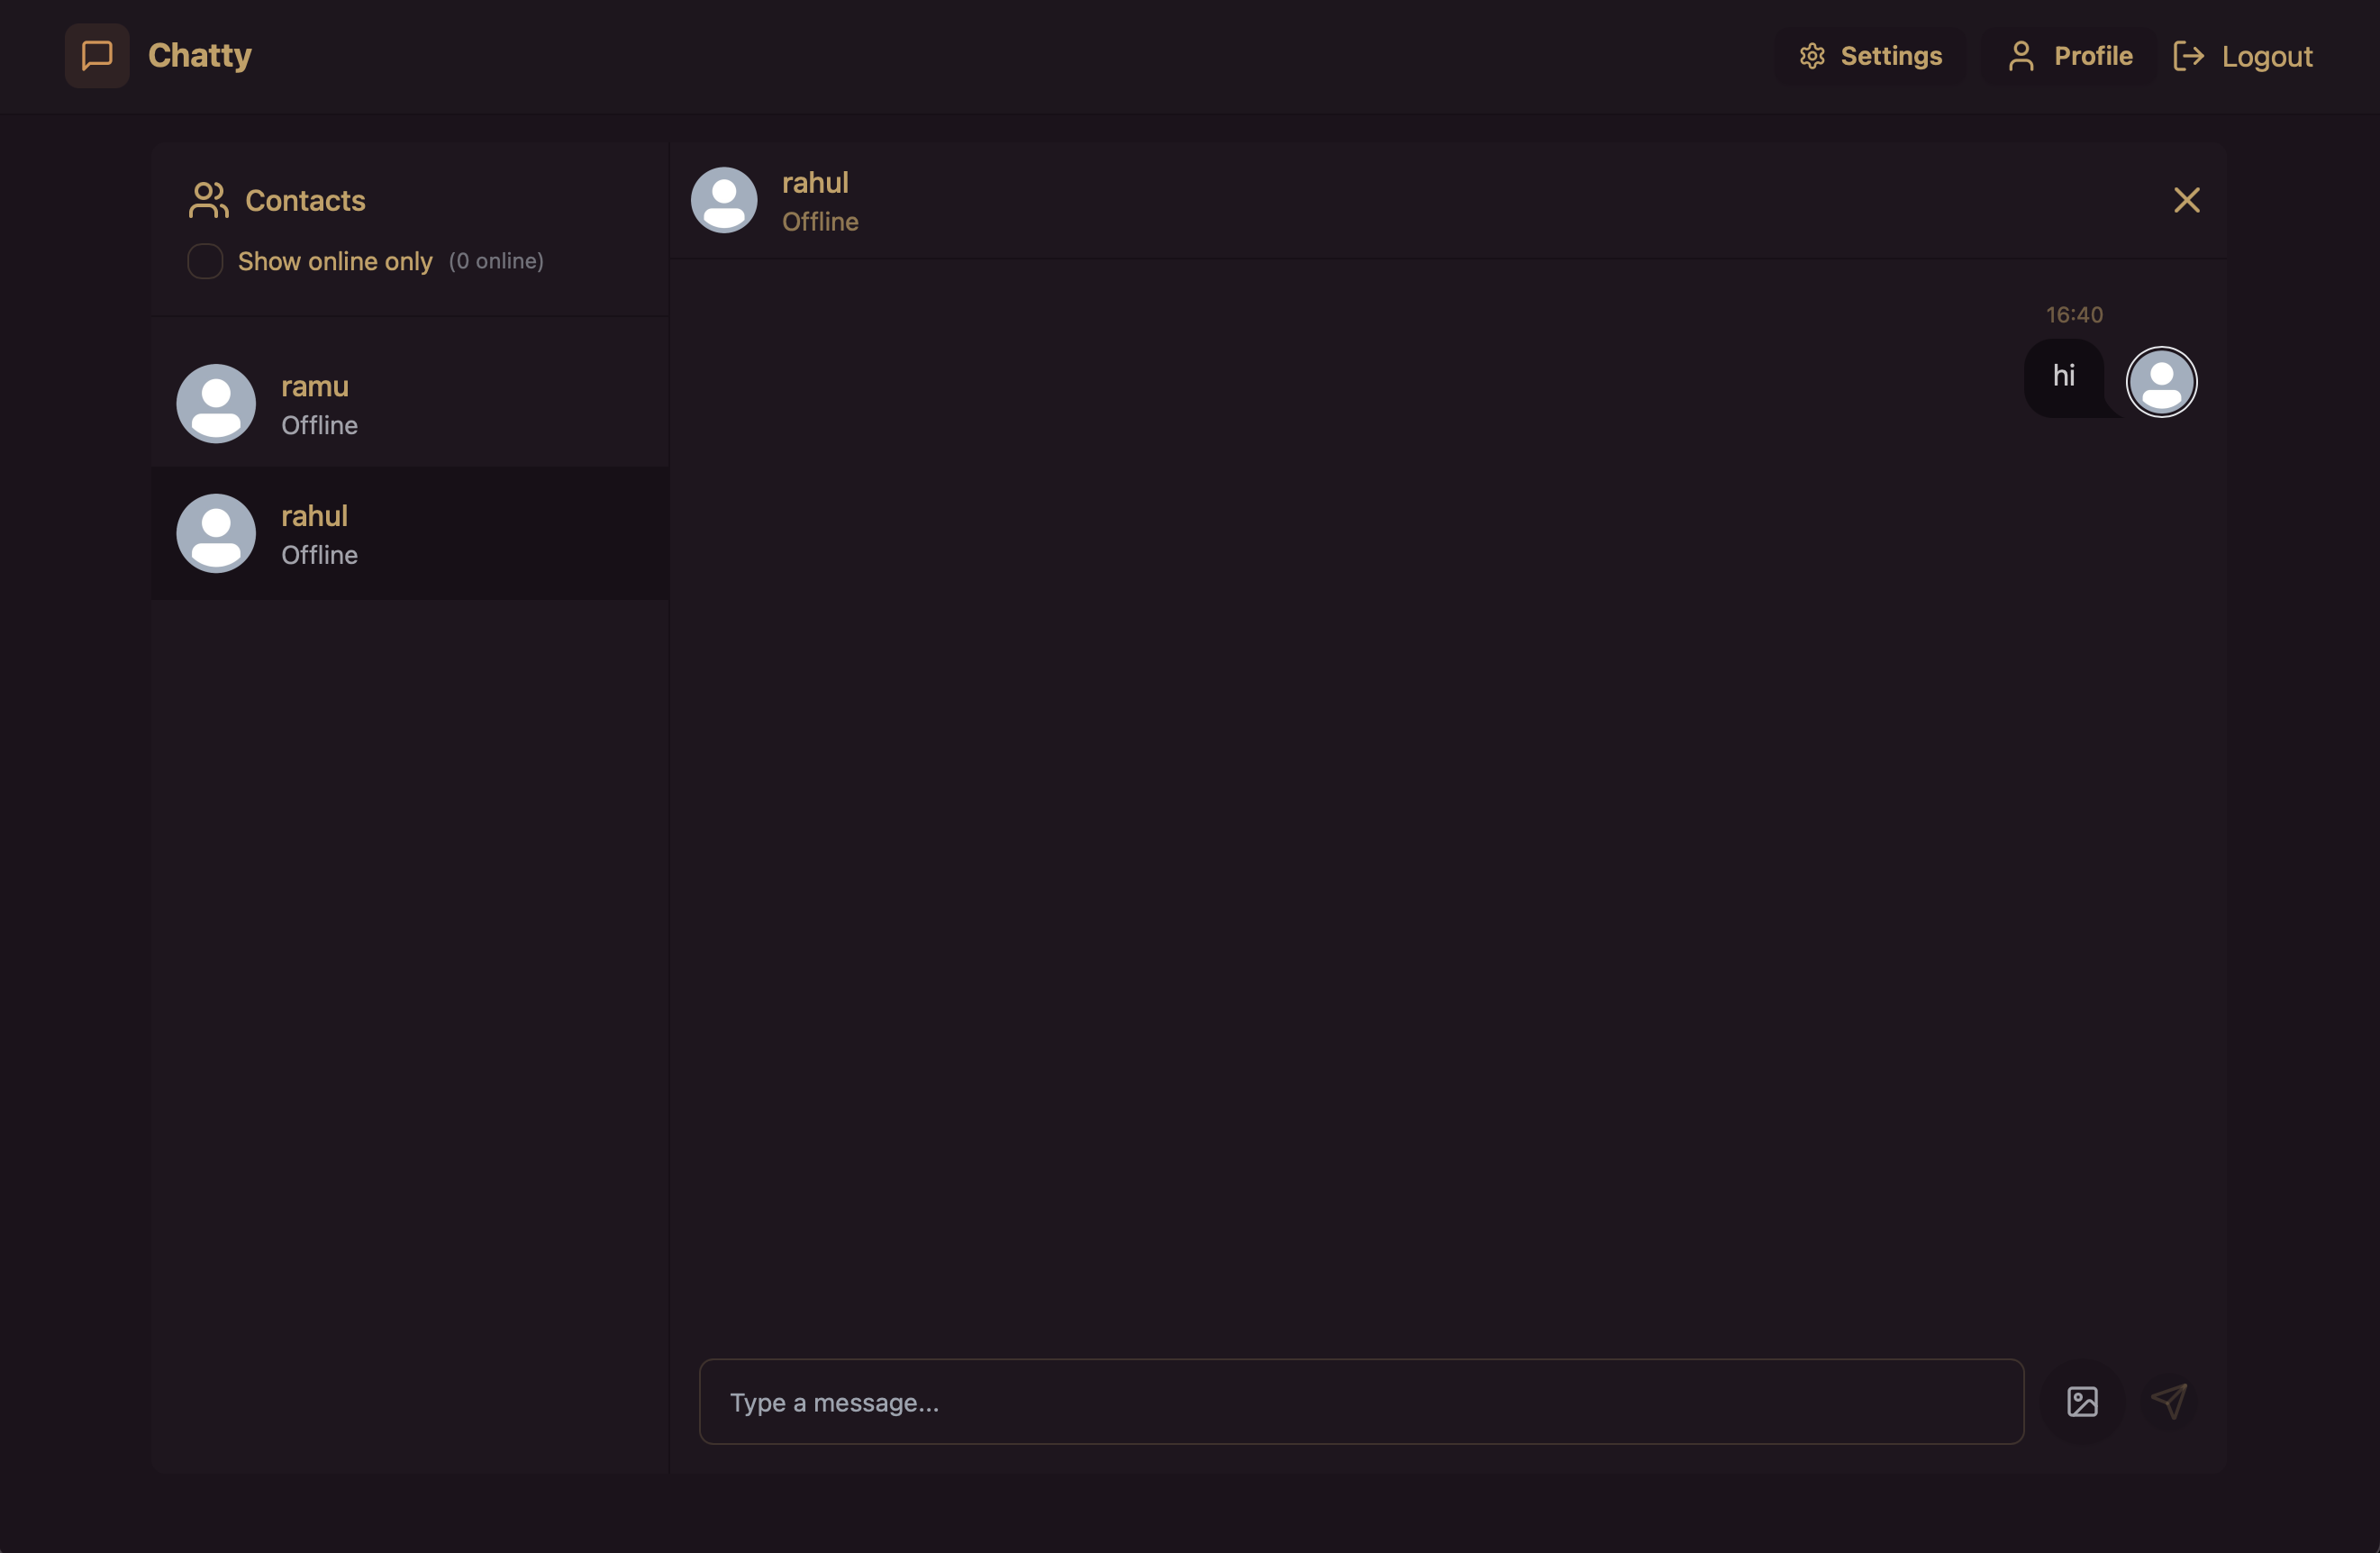 Chatty
Settings
Profile
Logout
Contacts
Show online only (0 online)
ramu
Offline
rahul
Offline
rahul
Offline
16:40
hi
Type a message...